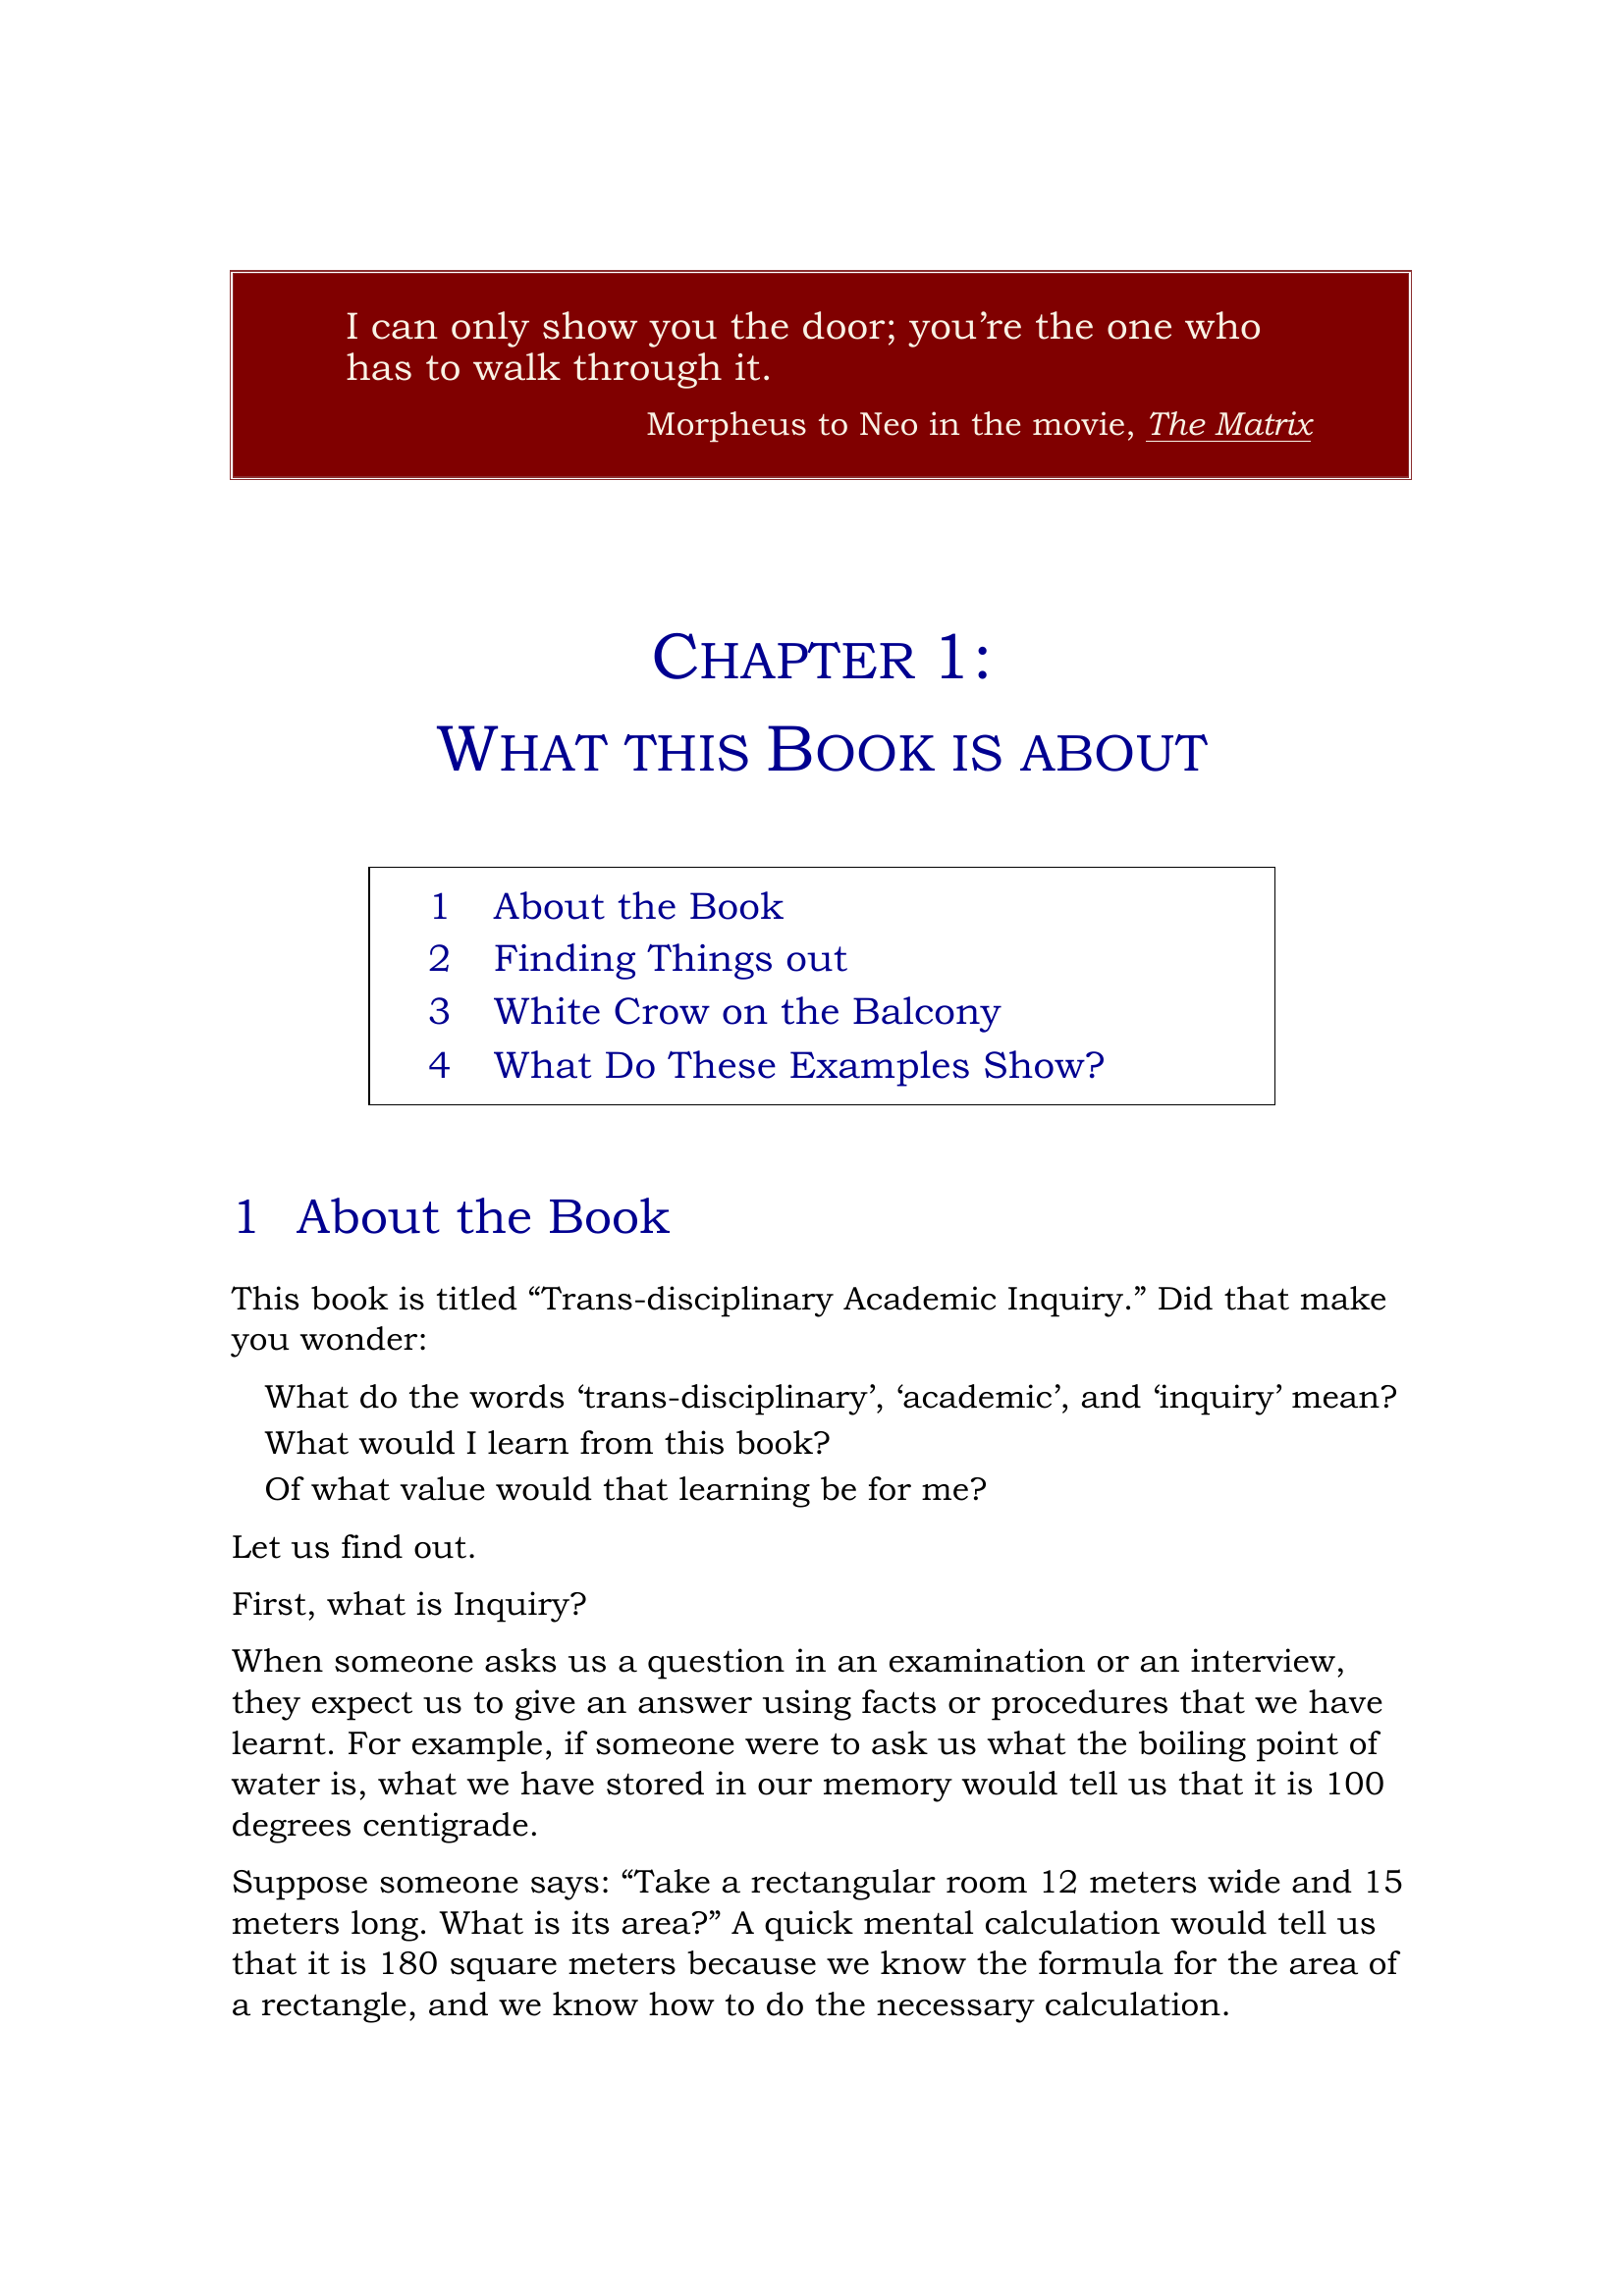 I can only show you the door; you’re the one who
has to walk through it.
Morpheus to Neo in the movie, The Matrix
CHAPTER 1:
WHAT THIS BOOK IS ABOUT
1 About the Book
2 Finding Things out
3 White Crow on the Balcony
4 What Do These Examples Show?
1 About the Book
This book is titled “Trans-disciplinary Academic Inquiry.” Did that make
you wonder:
What do the words ‘trans-disciplinary’, ‘academic’, and ‘inquiry’ mean?
What would I learn from this book?
Of what value would that learning be for me?
Let us find out.
First, what is Inquiry?
When someone asks us a question in an examination or an interview,
they expect us to give an answer using facts or procedures that we have
learnt. For example, if someone were to ask us what the boiling point of
water is, what we have stored in our memory would tell us that it is 100
degrees centigrade.
Suppose someone says: “Take a rectangular room 12 meters wide and 15
meters long. What is its area?” A quick mental calculation would tell us
that it is 180 square meters because we know the formula for the area of
a rectangle, and we know how to do the necessary calculation.